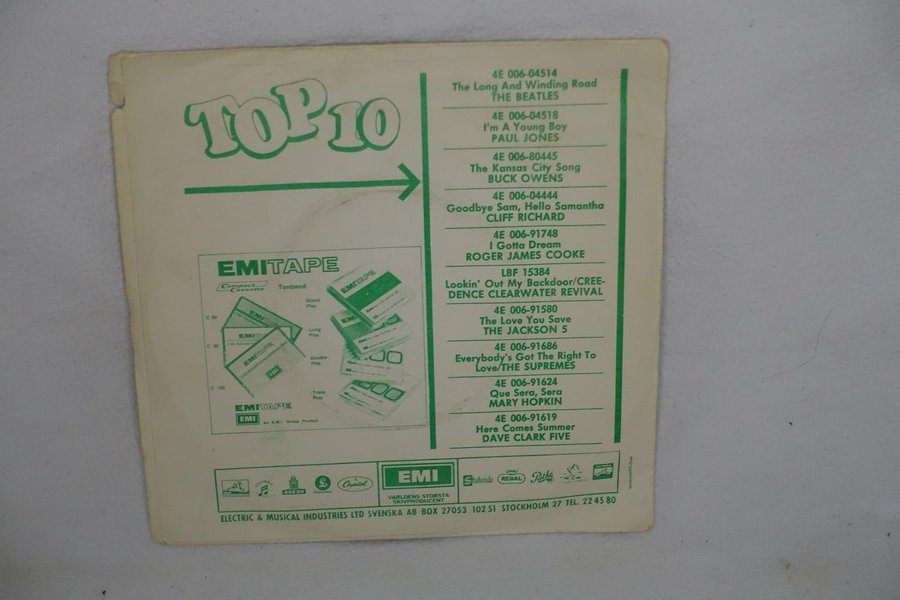 TOP 10
4E 006-04514
The Long And Winding Road
THE BEATLES
4E 006-04518
I'm A Young Boy
PAUL JONES
4E 006-80445
The Kansas City Song
BUCK OWENS
4E 006-04444
Goodbye Sam, Hello Samantha
CLIFF RICHARD
4E 006-91748
I Gotta Dream
ROGER JAMES COOKE
LBF 15384
Lookin' Out My Backdoor/CREE-
DENCE CLEARWATER REVIVAL
4E 006-91580
The Love You Save
THE JACKSON 5
4E 006-91686
Everybody's Got The Right To
Love/THE SUPREMES
4E 006-91624
Que Sera, Sera
MARY HOPKIN
4E 006-91619
Here Comes Summer
DAVE CLARK FIVE
EMITAPE
Compact
Cassette
Tonband
Stand.
Play
C 60
EMITAPE
Long
Play
EMI
C 90
EMITAPE
Double
Play
C 120
Triple
Play
EMITAPE
EMI
An E.M.I. Group Product
Capitol
EMI
VÄRLDENS STÖRSTA
SKIVPRODUCENT
Stateside
REGAL
Pathé
ELECTRIC & MUSICAL INDUSTRIES LTD SVENSKA AB BOX 27053 102 51 STOCKHOLM 27 TEL. 22 45 80